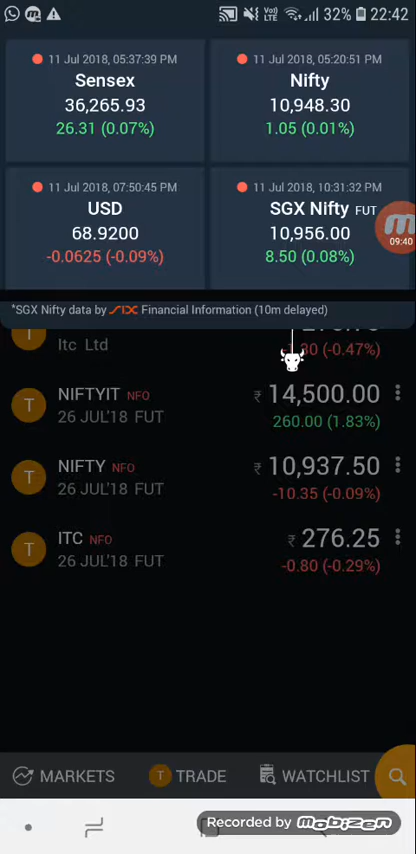 Vo)) LTE 32% 22:42
11 Jul 2018, 05:37:39 PM
Sensex
36,265.93
26.31 (0.07%)
11 Jul 2018, 05:20:51 PM
Nifty
10,948.30
1.05 (0.01%)
11 Jul 2018, 07:50:45 PM
USD
68.9200
-0.0625 (-0.09%)
11 Jul 2018, 10:31:32 PM
SGX Nifty FUT
10,956.00
8.50 (0.08%)
09:40
*SGX Nifty data by SIX Financial Information (10m delayed)
T
Itc Ltd
(-0.47%)
T
NIFTYIT NFO
₹ 14,500.00
26 JUL'18 FUT
260.00 (1.83%)
T
NIFTY NFO
₹ 10,937.50
26 JUL'18 FUT
-10.35 (-0.09%)
T
ITC NFO
₹ 276.25
26 JUL'18 FUT
-0.80 (-0.29%)
MARKETS T TRADE WATCHLIST
Recorded by mobizen